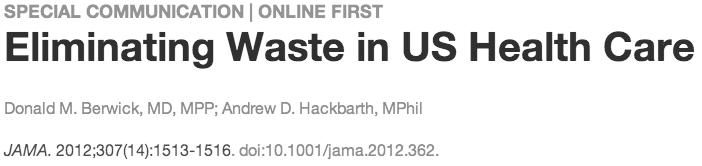 SPECIAL COMMUNICATION | ONLINE FIRST
Eliminating Waste in US Health Care
Donald M. Berwick, MD, MPP; Andrew D. Hackbarth, MPhil
JAMA. 2012;307(14):1513-1516. doi:10.1001/jama.2012.362.